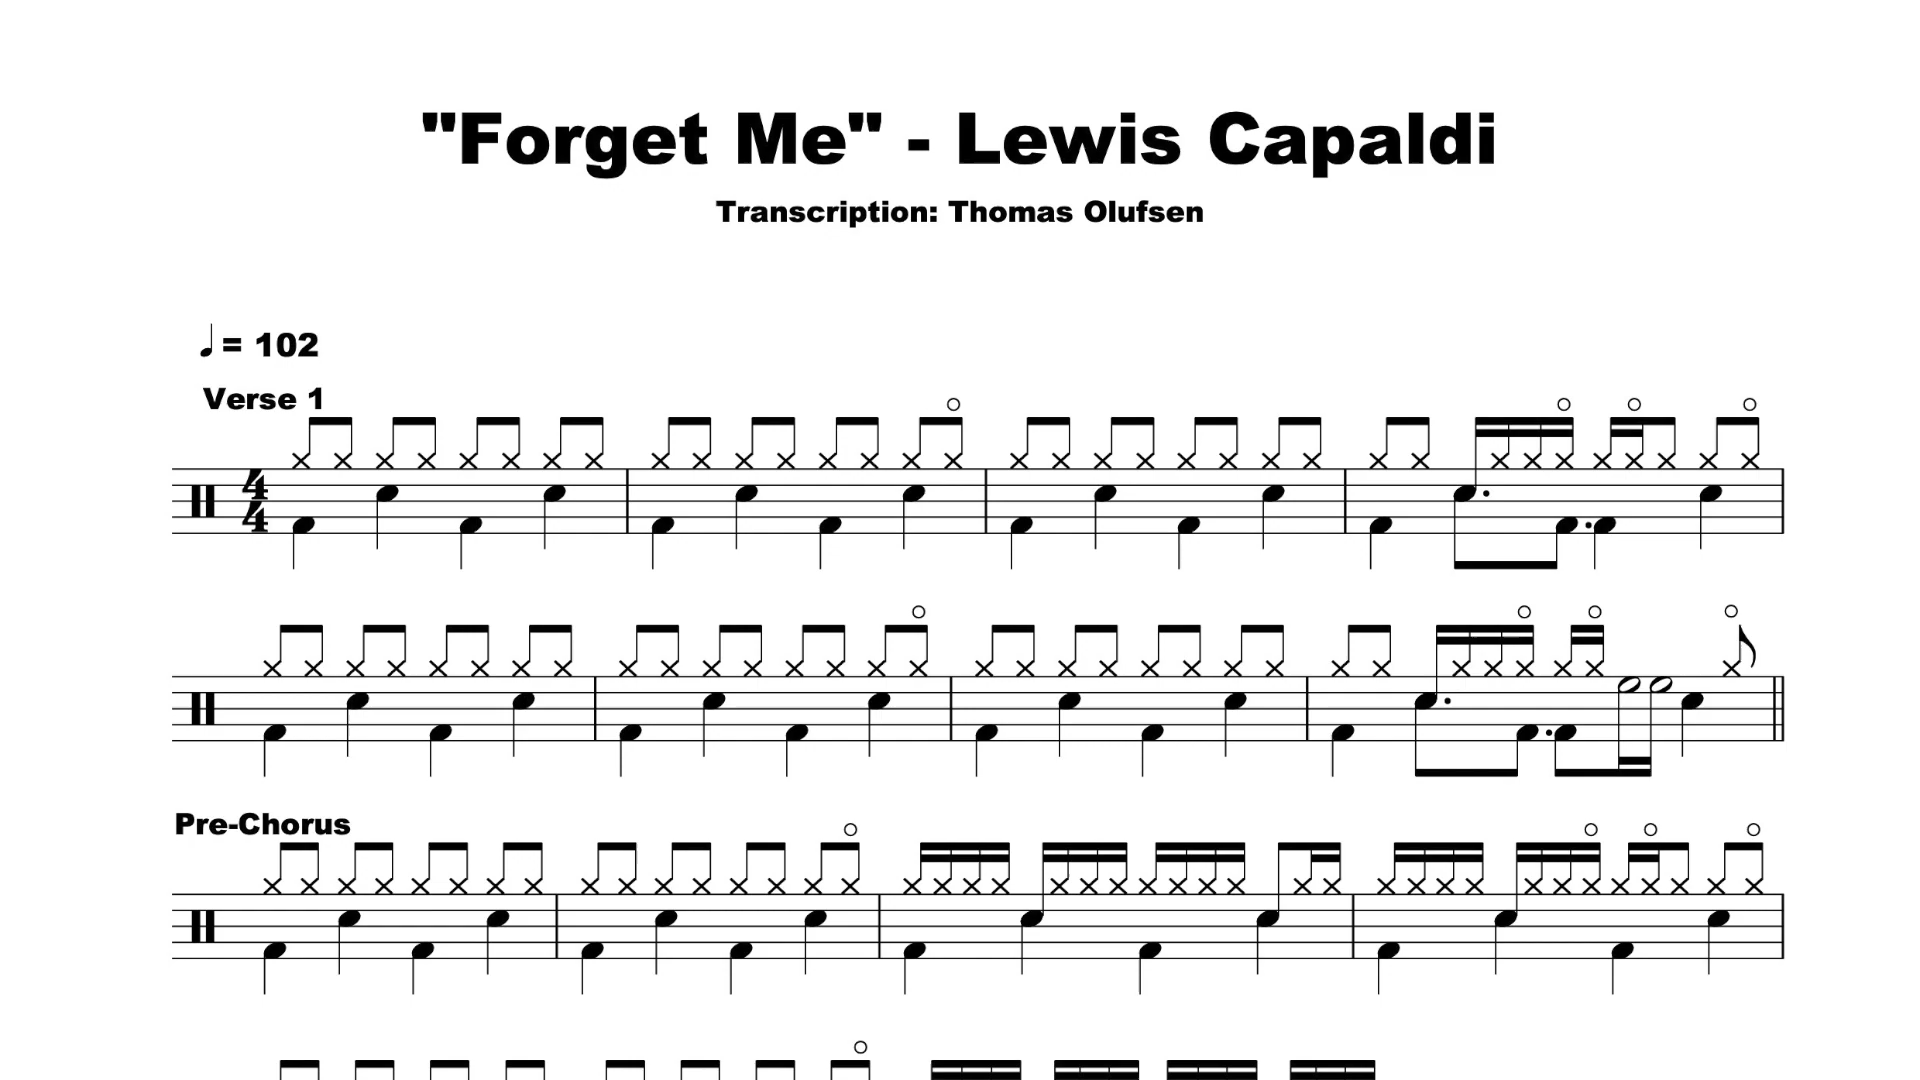 "Forget Me" - Lewis Capaldi
Transcription: Thomas Olufsen
♩ = 102
Verse 1
4
4
Pre-Chorus